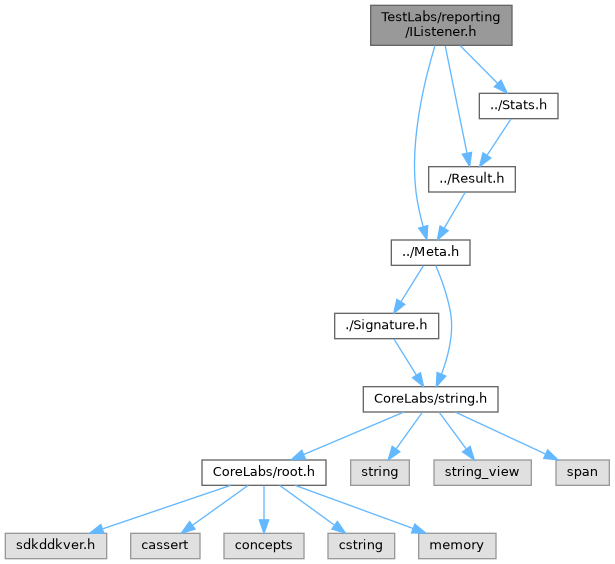 TestLabs/reporting
/IListener.h
../Stats.h
../Result.h
../Meta.h
./Signature.h
CoreLabs/string.h
CoreLabs/root.h
string
string_view
span
sdkddkver.h
cassert
concepts
cstring
memory